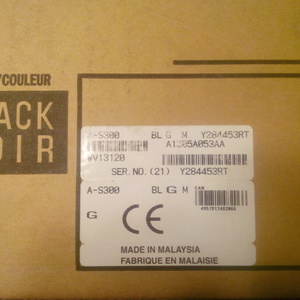 /COULEUR
ACK
OIR
A-S300 BL G M Y284453RT
A1305A053AA
WV13120
SER.NO.(21) Y284453RT
A-S300 BL G M EAN
G CE
MADE IN MALAYSIA
FABRIQUE EN MALAISIE